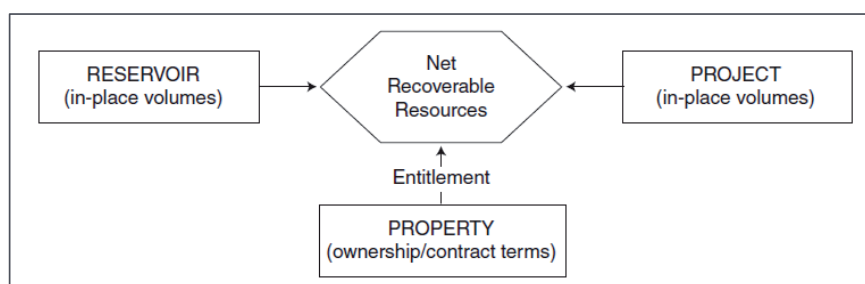 RESERVOIR
(in-place volumes)
Net
Recoverable
Resources
PROJECT
(in-place volumes)
Entitlement
PROPERTY
(ownership/contract terms)